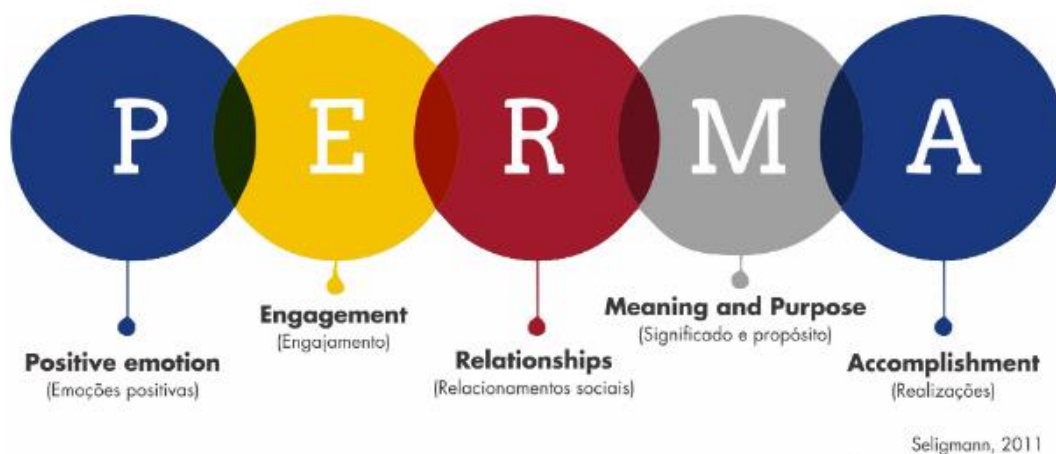 P E R M A
Positive emotion
(Emoções positivas)
Engagement
(Engajamento)
Relationships
(Relacionamentos sociais)
Meaning and Purpose
(Significado e propósito)
Accomplishment
(Realizações)
Seligmann, 2011